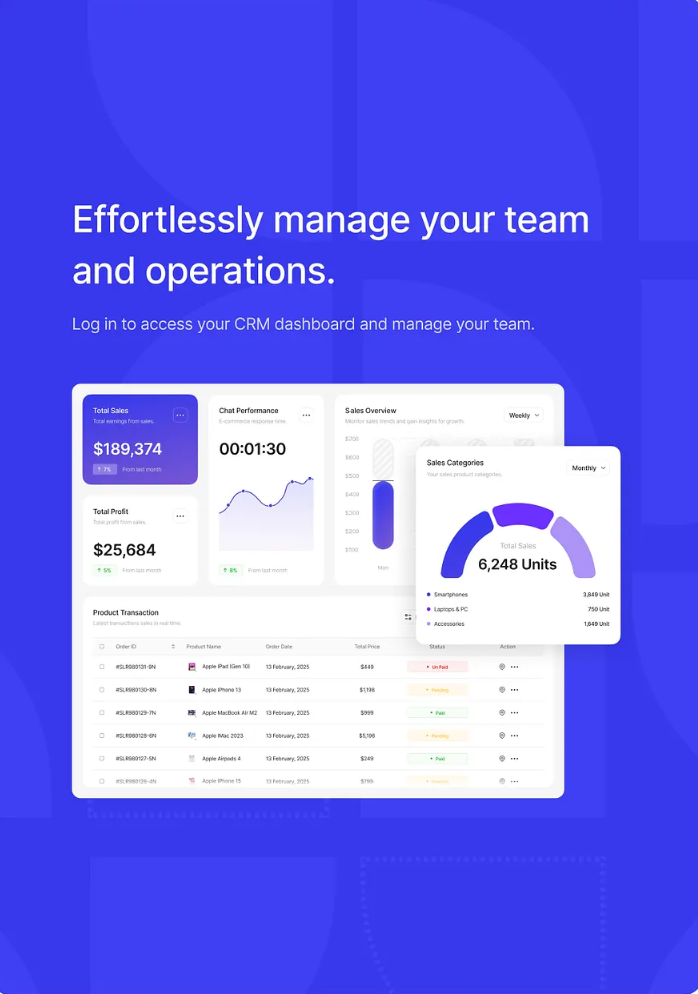 Effortlessly manage your team
and operations.
Log in to access your CRM dashboard and manage your team.
Total Sales
Total earnings from sales.
$189,374
↑ 7% From last month
Total Profit
Total profit from sales.
$25,684
↑ 5% From last month
Chat Performance
E-commerce response time.
00:01:30
↑ 8% From last month
Sales Overview
Monitor sales trends and gain insights for growth.
Weekly
$700
$600
$500
$400
$300
$200
$100
Mon
Sales Categories
Your sales product categories.
Monthly
Total Sales
6,248 Units
Smartphones 3,849 Unit
Laptops & PC 750 Unit
Accessories 1,649 Unit
Product Transaction
Latest transactions sales in real time.
Order ID Product Name Order Date Total Price Status Action
#SLR980131-0N Apple iPad (Gen 10) 13 February, 2025 $449 Un Paid
#SLR980130-8N Apple iPhone 13 13 February, 2025 Pending
#SLR980129-7N Apple MacBook Air M2 13 February, 2025 $999 Paid
#SLR980128-6N Apple iMac 2023 13 February, 2025 Pending
#SLR980127-5N Apple Airpods 4 13 February, 2025 $249 Paid
#SLR980126-4N Apple iPhone 15 13 February, 2025 $799 Pending